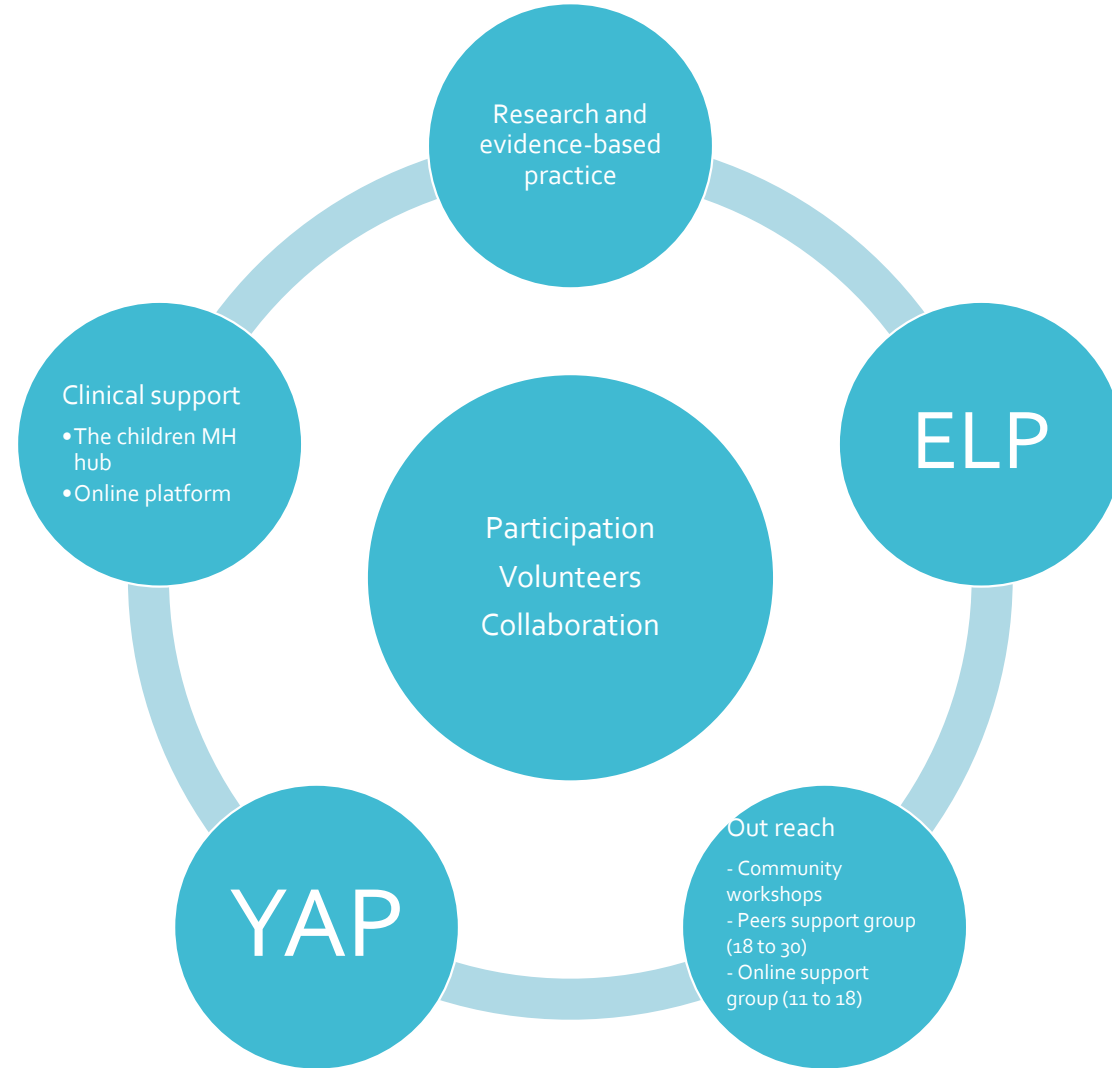 Research and
evidence-based
practice
ELP
Out reach
- Community
workshops
- Peers support group
(18 to 30)
- Online support
group (11 to 18)
YAP
Clinical support
•The children MH
hub
•Online platform
Participation
Volunteers
Collaboration